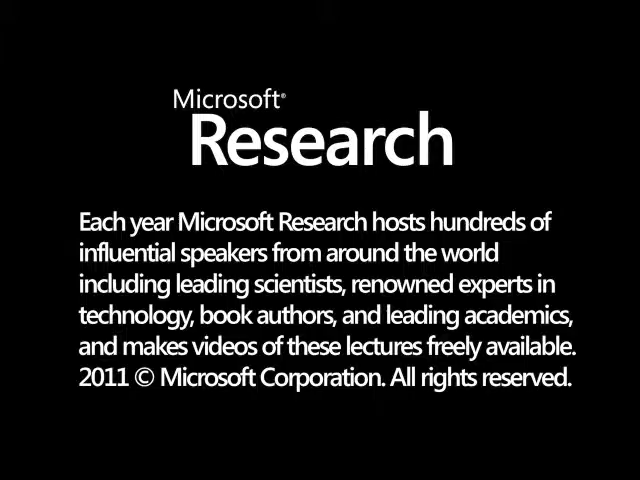 Microsoft®
Research
Each year Microsoft Research hosts hundreds of
influential speakers from around the world
including leading scientists, renowned experts in
technology, book authors, and leading academics,
and makes videos of these lectures freely available.
2011 © Microsoft Corporation. All rights reserved.